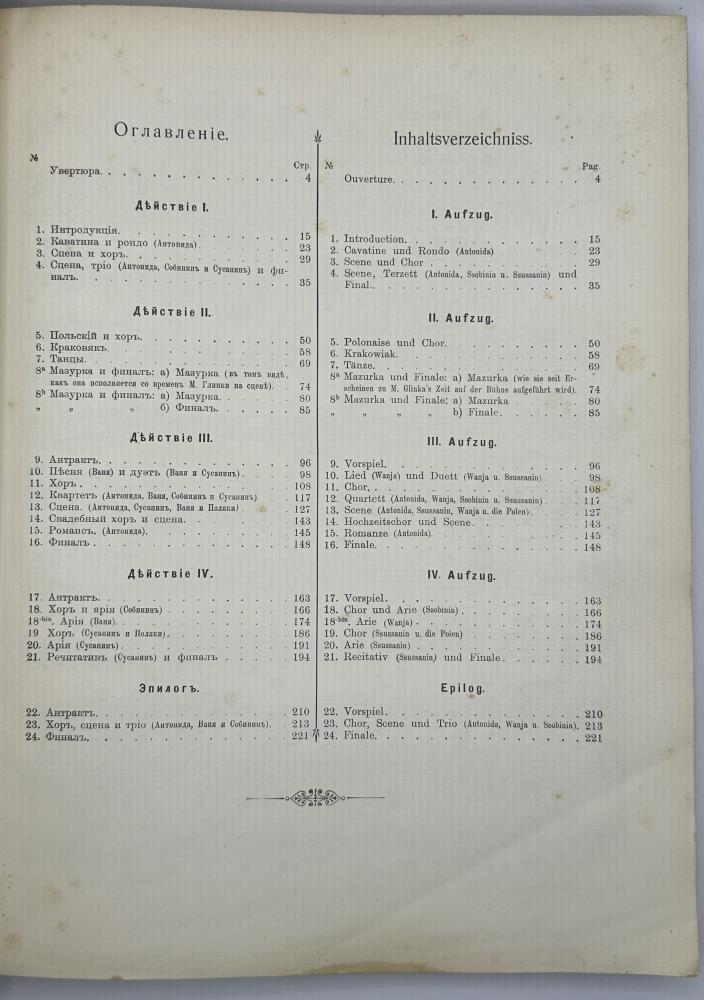 Оглавленіе.
№
Стр.
Увертюра. 4
Дѣйствіе I.
1. Интродукція. 15
2. Каватина и рондо (Антонида) 23
3. Сцена и хоръ. 29
4. Сцена, тріо (Антонида, Собининъ и Сусанинъ) и фи-
налъ. 35
Дѣйствіе II.
5. Польскій и хоръ. 50
6. Краковякъ. 58
7. Танцы. 69
8ª Мазурка и финалъ: а) Мазурка (въ томъ видѣ,
какъ она исполняется со временъ М. Глинки на сценѣ). 74
8ᵇ Мазурка и финалъ: а) Мазурка. 80
„ „ „ б) Финалъ. 85
Дѣйствіе III.
9. Антрактъ. 96
10. Пѣсня (Ваня) и дуэтъ (Ваня и Сусанинъ). 98
11. Хоръ. 108
12. Квартетъ (Антонида, Ваня, Собининъ и Сусанинъ) 117
13. Сцена. (Антонида, Сусанинъ, Ваня и Поляки) 127
14. Свадебный хоръ и сцена. 143
15. Романсъ. (Антонида). 145
16. Финалъ 148
Дѣйствіе IV.
17. Антрактъ. 163
18. Хоръ и арія (Собининъ) 166
18-bis. Арія (Ваня). 174
19. Хоръ (Сусанинъ и Поляки). 186
20. Арія (Сусанинъ). 191
21. Речитативъ (Сусанинъ) и финалъ 194
Эпилогъ.
22. Антрактъ. 210
23. Хоръ, сцена и тріо (Антонида, Ваня и Собининъ). 213
24. Финалъ. 221
Inhaltsverzeichniss.
№
Pag.
Ouverture. 4
I. Aufzug.
1. Introduction. 15
2. Cavatine und Rondo (Antonida) 23
3. Scene und Chor 29
4. Scene, Terzett (Antonida, Ssobinin u. Ssussanin) und
Final. 35
II. Aufzug.
5. Polonaise und Chor. 50
6. Krakowiak. 58
7. Tänze. 69
8ª Mazurka und Finale: a) Mazurka (wie sie seit Er-
scheinen zu M. Glinka's Zeit auf der Bühne aufgeführt wird). 74
8ᵇ Mazurka und Finale: a) Mazurka 80
„ „ „ „ b) Finale. 85
III. Aufzug.
9. Vorspiel. 96
10. Lied (Wanja) und Duett (Wanja u. Ssussanin) 98
11. Chor. 108
12. Quartett (Antonida, Wanja, Ssobinin u. Ssussanin) 117
13. Scene (Antonida, Ssussanin, Wanja u. die Polen) 127
14. Hochzeitschor und Scene. 143
15. Romanze (Antonida). 145
16. Finale. 148
IV. Aufzug.
17. Vorspiel. 163
18. Chor und Arie (Ssobinin) 166
18-bis. Arie (Wanja) 174
19. Chor (Ssussanin u. die Polen) 186
20. Arie (Ssussanin) 191
21. Recitativ (Ssussanin) und Finale. 194
Epilog.
22. Vorspiel. 210
23. Chor, Scene und Trio (Antonida, Wanja u. Ssobinin). 213
24. Finale. 221